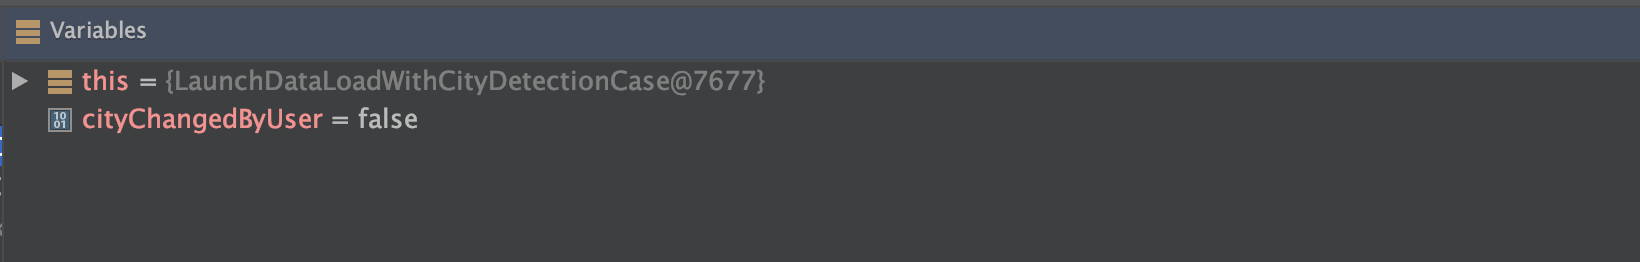 Variables
this = {LaunchDataLoadWithCityDetectionCase@7677}
cityChangedByUser = false